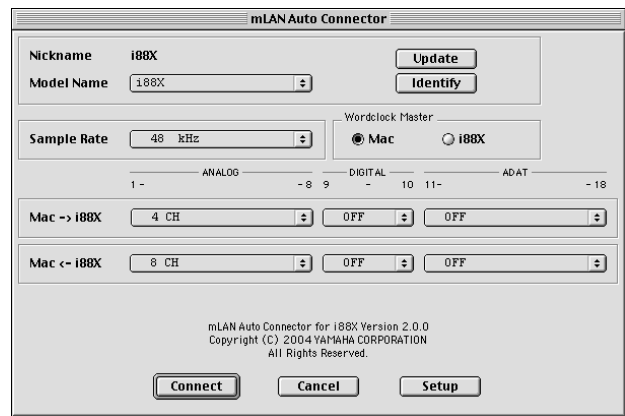 mLAN Auto Connector
Nickname i88X Update
Model Name i88X Identify
Wordclock Master
Sample Rate 48 kHz Mac i88X
ANALOG DIGITAL ADAT
1 - - 8 9 - 10 11- - 18
Mac -> i88X 4 CH OFF OFF
Mac <- i88X 8 CH OFF OFF
mLAN Auto Connector for i88X Version 2.0.0
Copyright (C) 2004 YAMAHA CORPORATION
All Rights Reserved.
Connect Cancel Setup